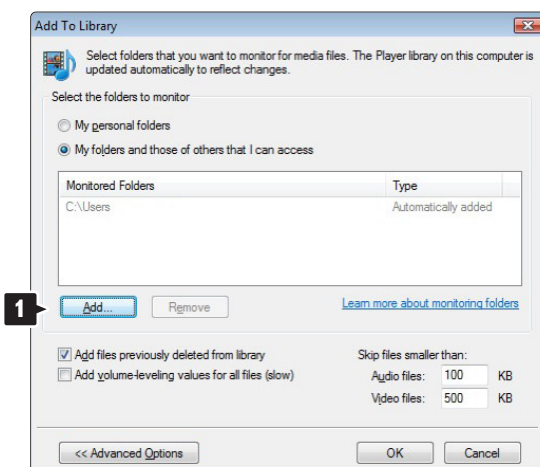 Add To Library
Select folders that you want to monitor for media files. The Player library on this computer is
updated automatically to reflect changes.
Select the folders to monitor
My personal folders
My folders and those of others that I can access
Monitored Folders Type
C:\Users Automatically added
1 Add... Remove Learn more about monitoring folders
Add files previously deleted from library Skip files smaller than:
Add volume-leveling values for all files (slow) Audio files: 100 KB
Video files: 500 KB
<< Advanced Options OK Cancel